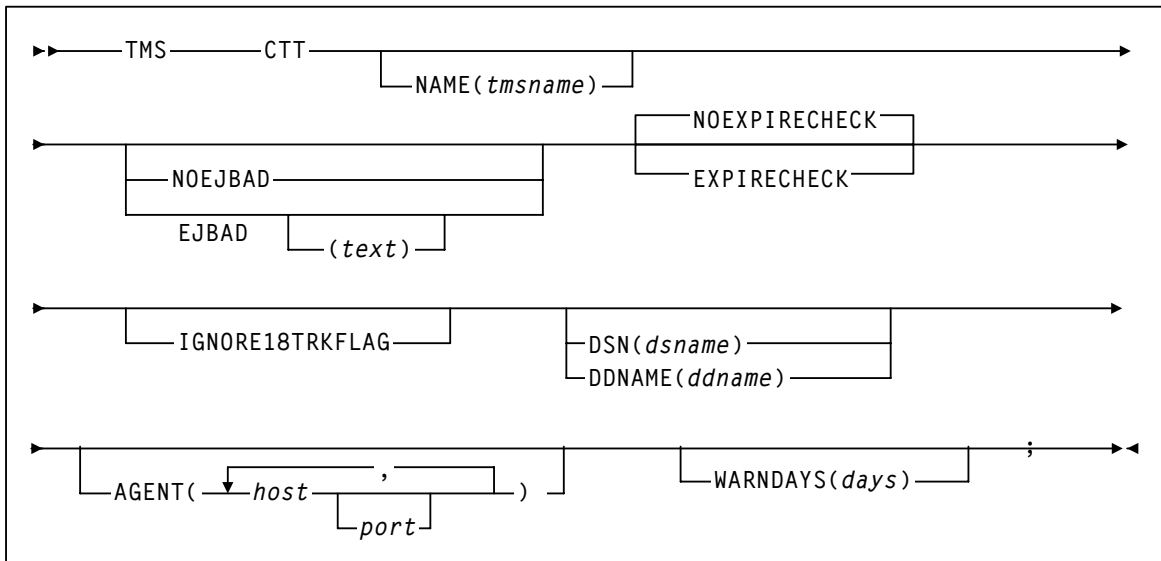 TMS CTT
NAME(tmsname)
NOEXPIRECHECK
NOEJBAD
EXPIRECHECK
EJBAD
(text)
IGNORE18TRKFLAG
DSN(dsname)
DDNAME(ddname)
,
;
AGENT( host )
WARNDAYS(days)
port